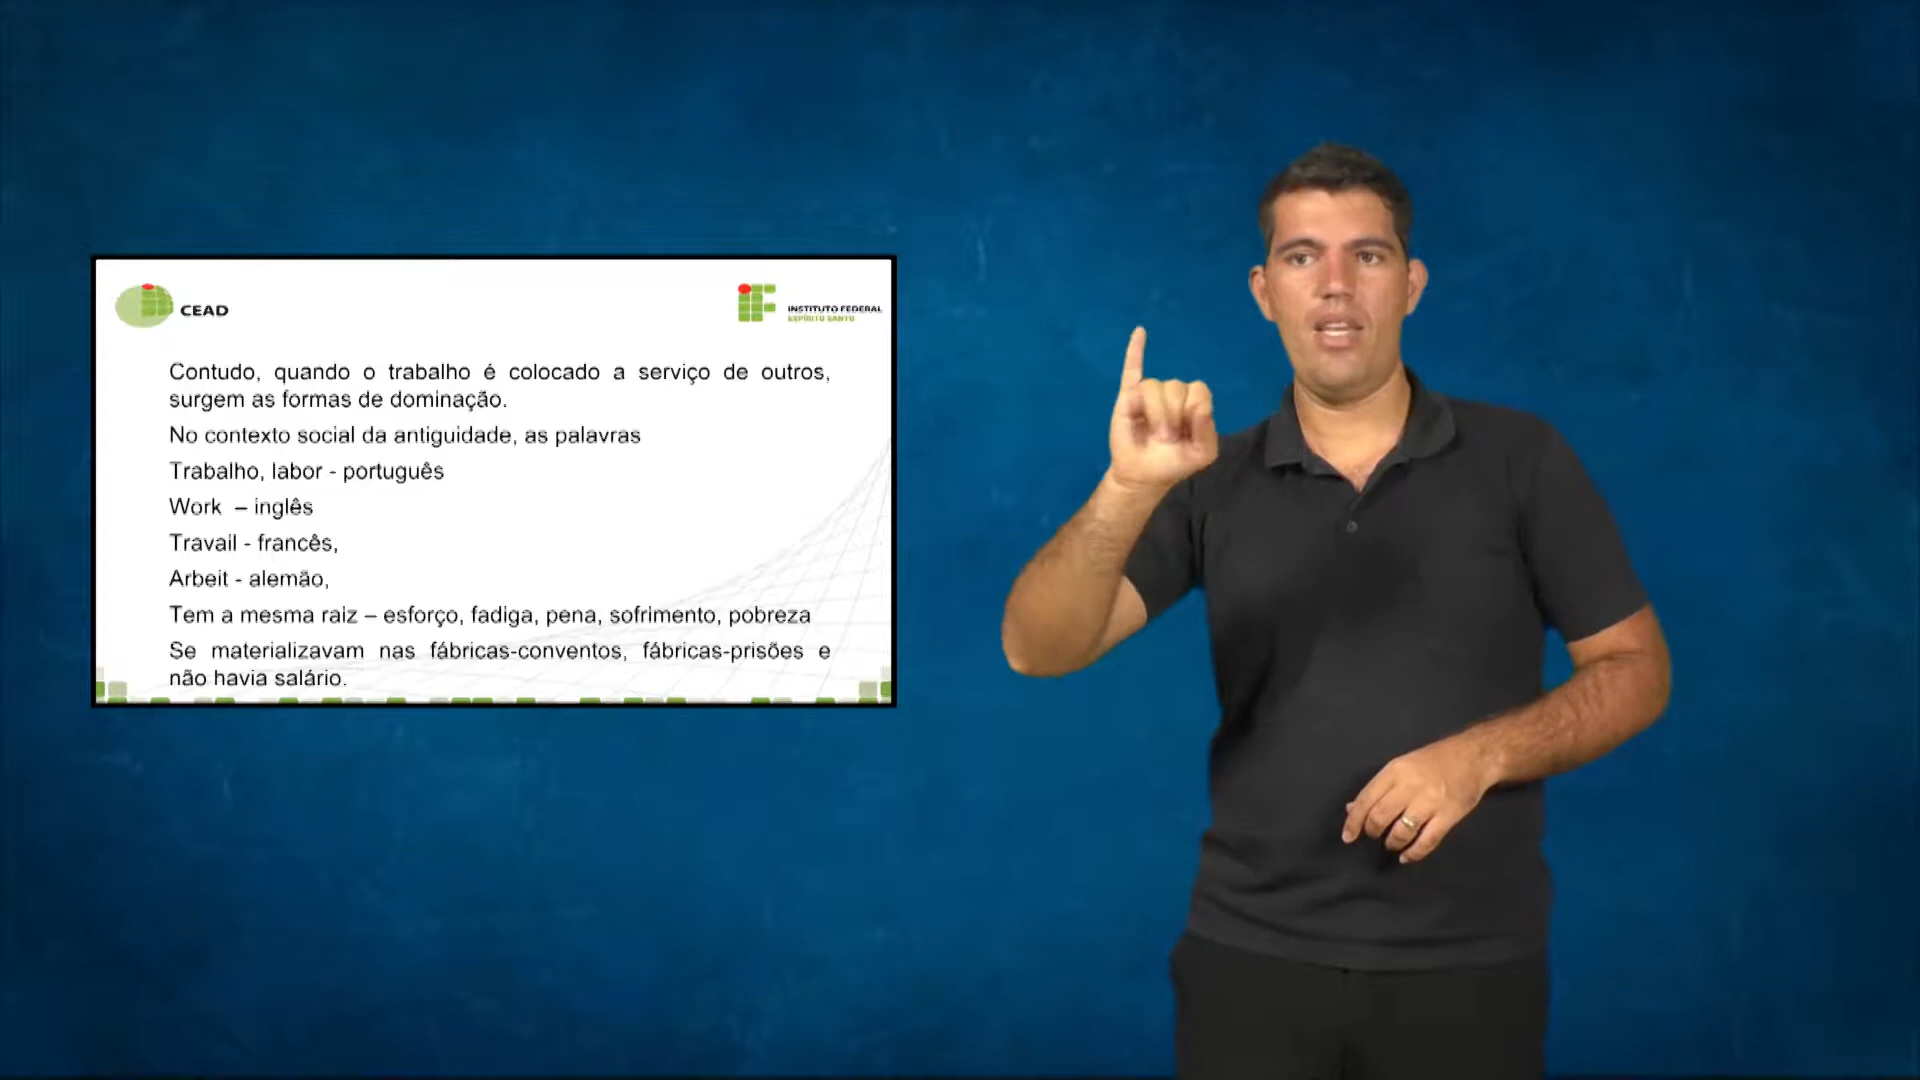 CEAD
INSTITUTO FEDERAL
ESPÍRITO SANTO
Contudo, quando o trabalho é colocado a serviço de outros,
surgem as formas de dominação.
No contexto social da antiguidade, as palavras
Trabalho, labor - português
Work – inglês
Travail - francês,
Arbeit - alemão,
Tem a mesma raiz – esforço, fadiga, pena, sofrimento, pobreza
Se materializavam nas fábricas-conventos, fábricas-prisões e
não havia salário.